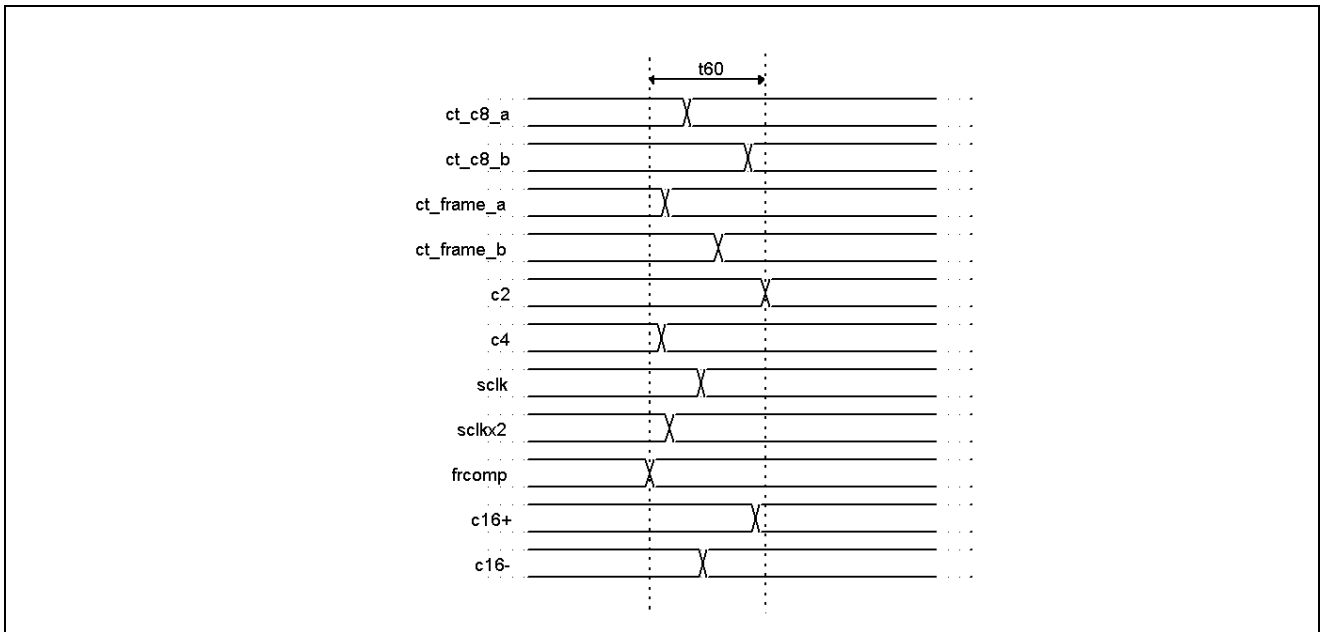 t60
ct_c8_a
ct_c8_b
ct_frame_a
ct_frame_b
c2
c4
sclk
sclkx2
frcomp
c16+
c16-